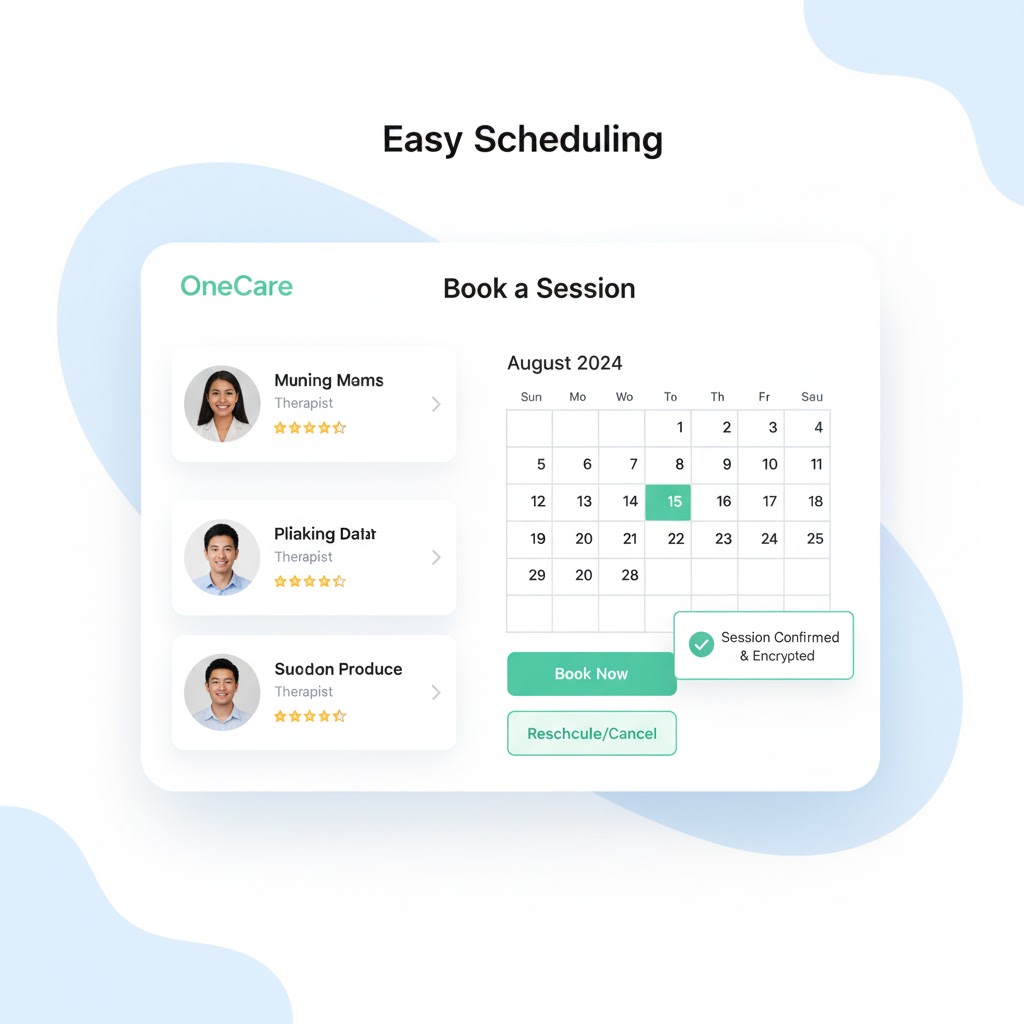 Easy Scheduling
OneCare
Book a Session
Muning Mams
Therapist
Pliaking Dalat
Therapist
Sucdon Produce
Therapist
August 2024
Sun Mo Wo To Th Fr Sau
1 2 3 4
5 6 7 8 9 10 11
12 13 14 15 16 17 18
19 20 21 22 23 24 25
29 20 28
Session Confirmed
& Encrypted
Book Now
Reschcule/Cancel